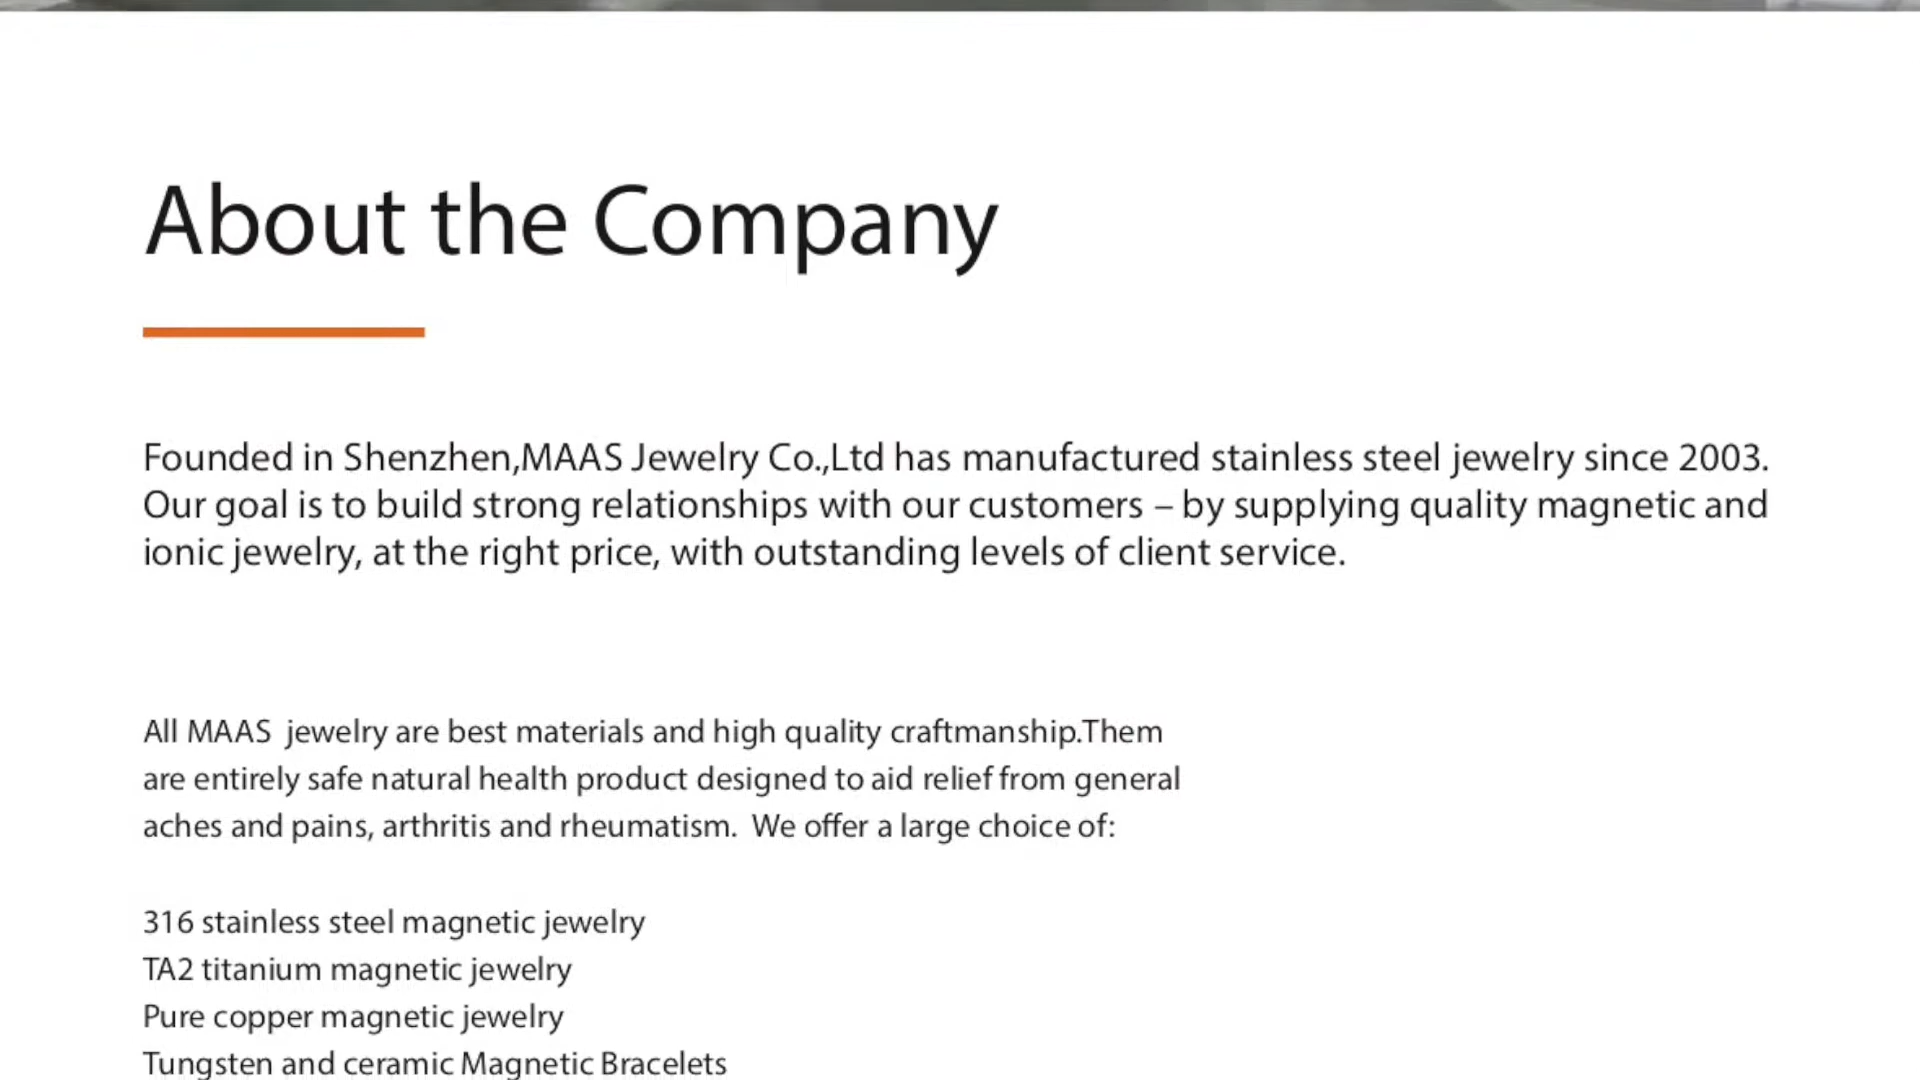 About the Company
Founded in Shenzhen,MAAS Jewelry Co.,Ltd has manufactured stainless steel jewelry since 2003.
Our goal is to build strong relationships with our customers – by supplying quality magnetic and
ionic jewelry, at the right price, with outstanding levels of client service.
All MAAS  jewelry are best materials and high quality craftmanship.Them
are entirely safe natural health product designed to aid relief from general
aches and pains, arthritis and rheumatism.  We offer a large choice of:
316 stainless steel magnetic jewelry
TA2 titanium magnetic jewelry
Pure copper magnetic jewelry
Tungsten and ceramic Magnetic Bracelets